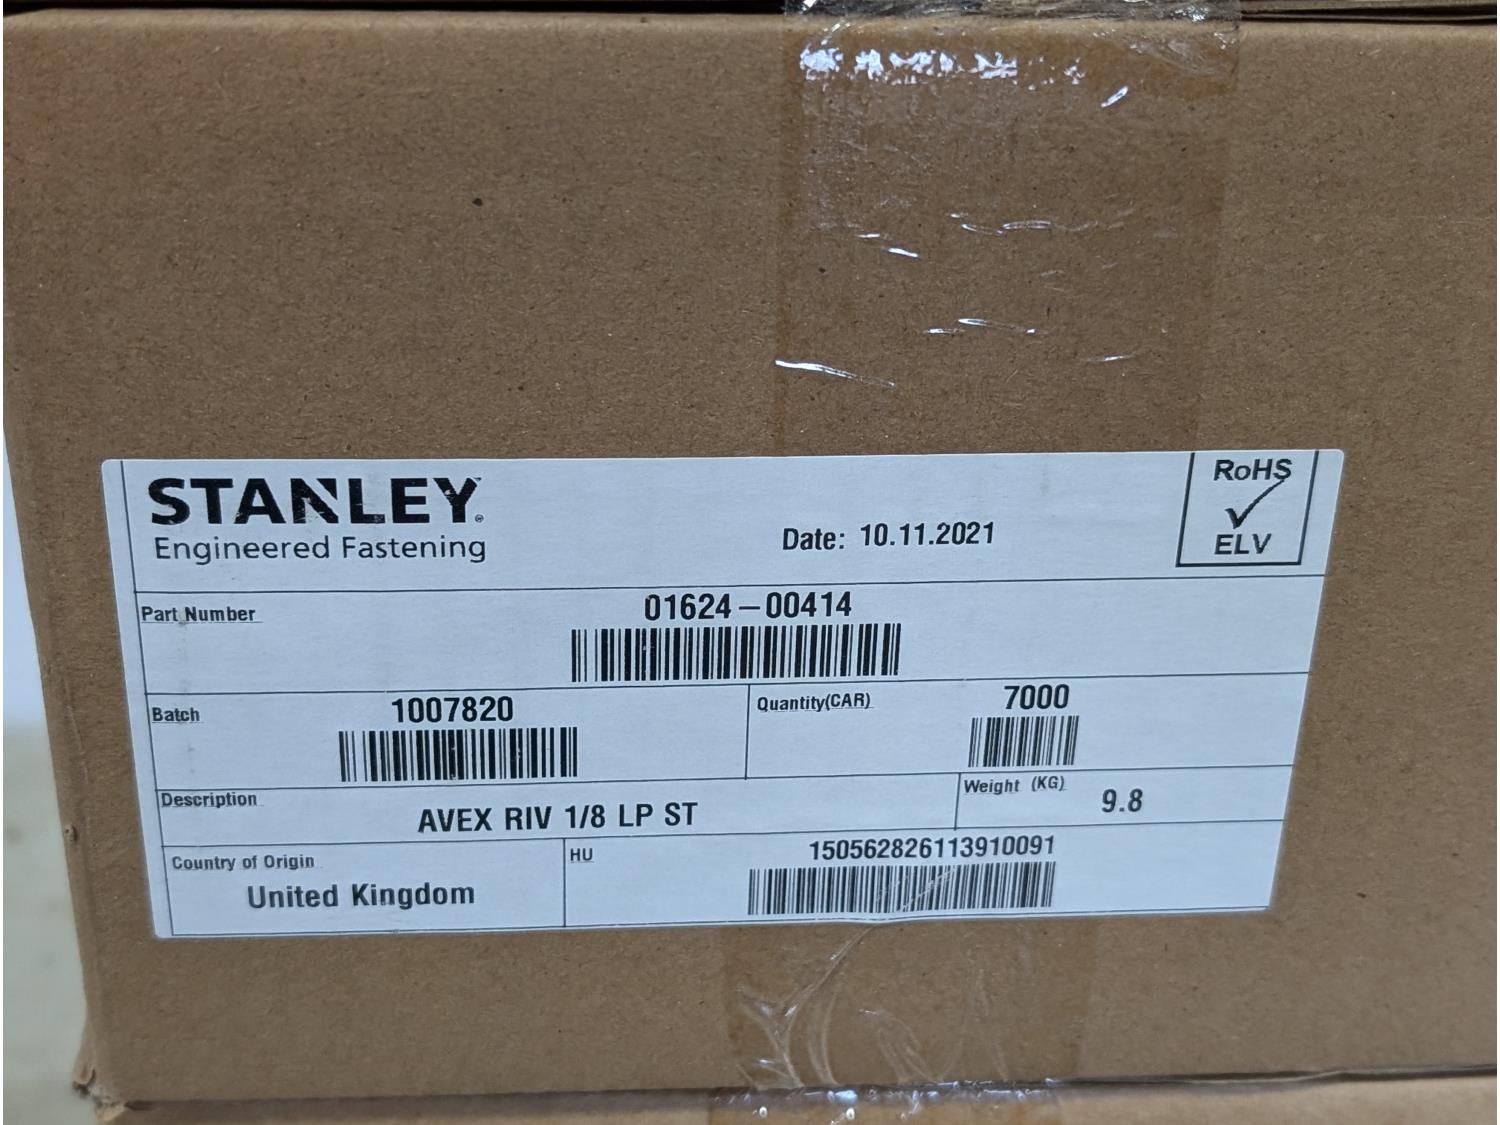 STANLEY®
Engineered Fastening
Date: 10.11.2021
RoHS
ELV
Part Number
01624-00414
Batch
1007820
Quantity(CAR)
7000
Description
AVEX RIV 1/8 LP ST
Weight (KG)
9.8
Country of Origin
United Kingdom
HU
150562826113910091